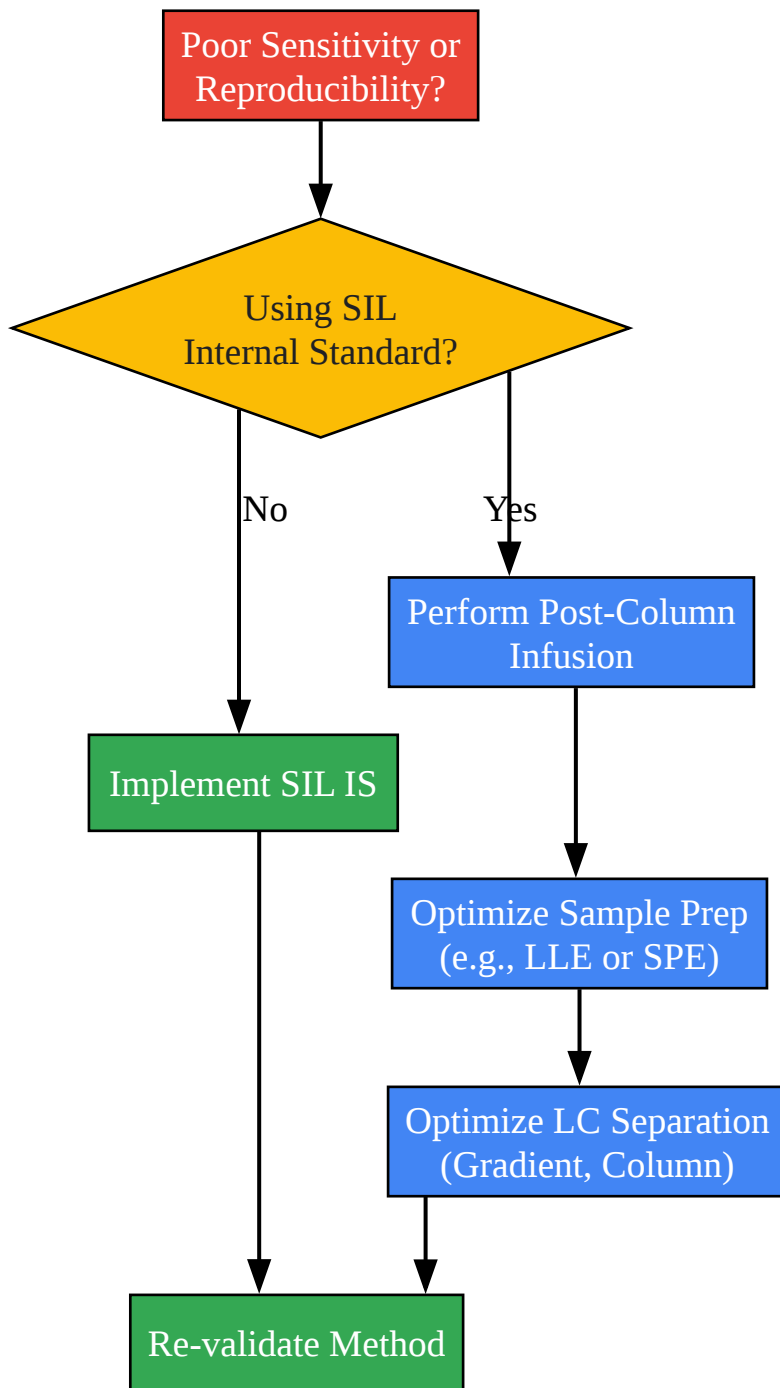 Poor Sensitivity or
Reproducibility?
Using SIL
Internal Standard?
No
Yes
Perform Post-Column
Infusion
Implement SIL IS
Optimize Sample Prep
(e.g., LLE or SPE)
Optimize LC Separation
(Gradient, Column)
Re-validate Method